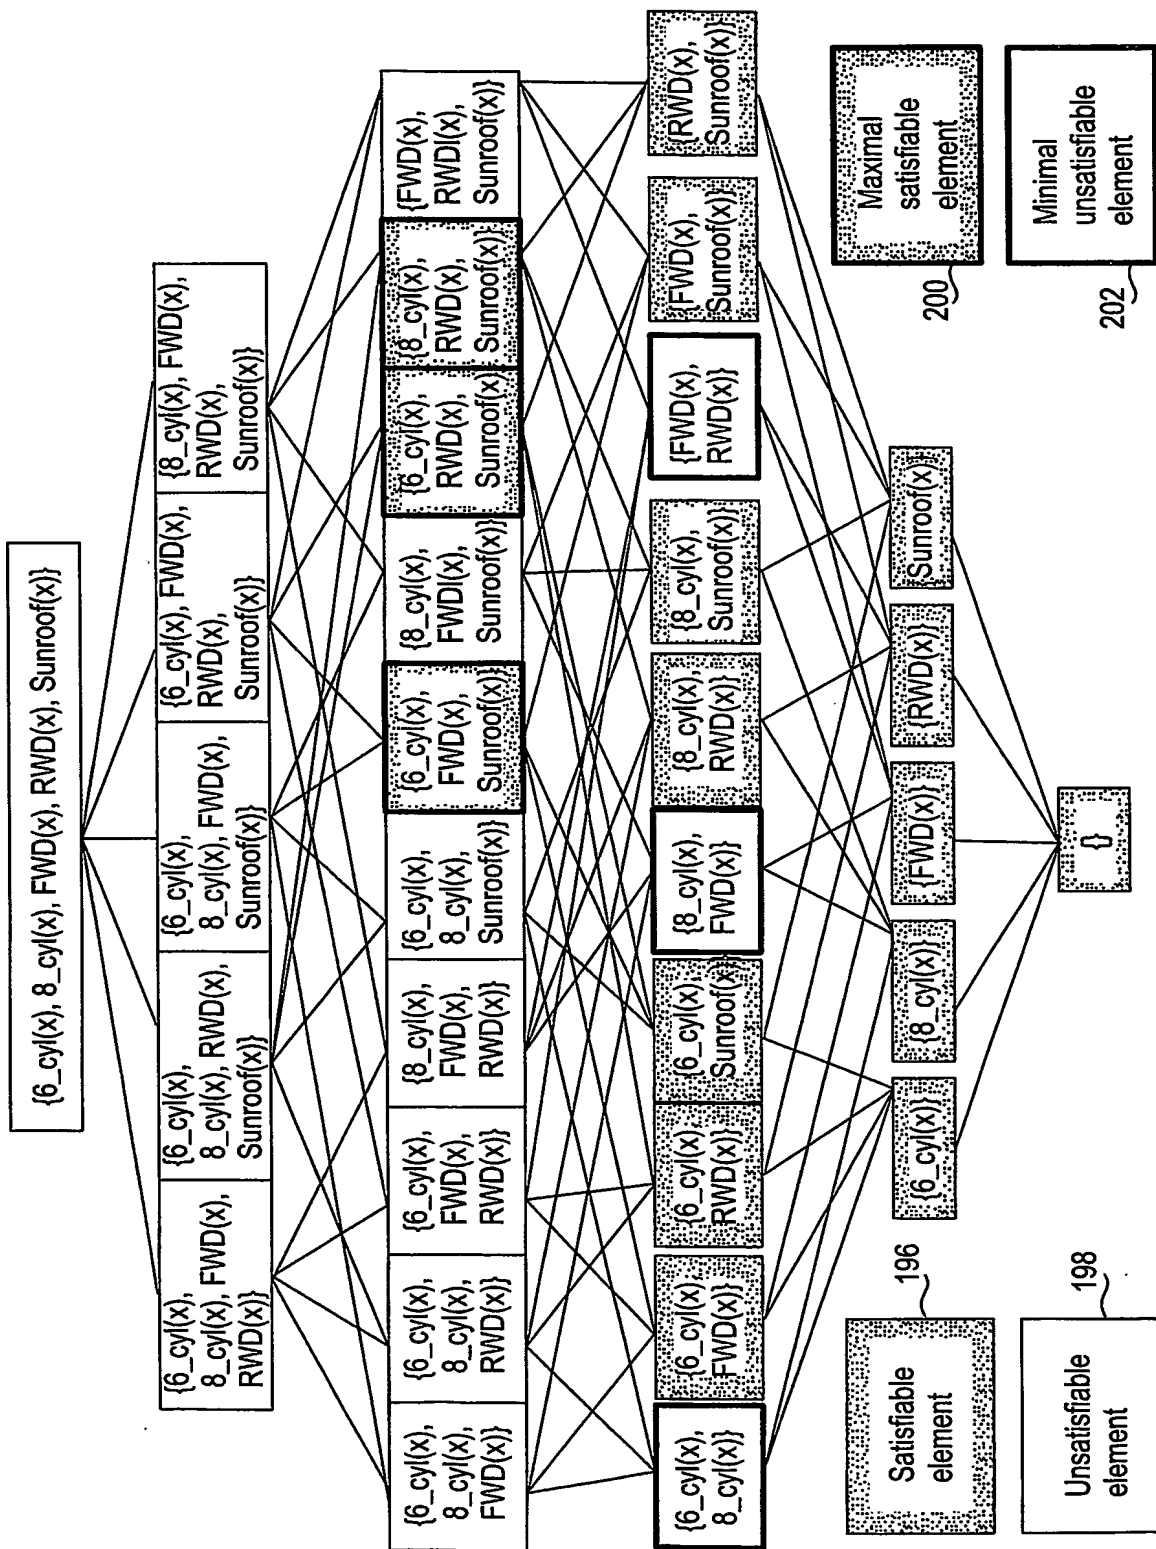 {6_cyl(x), 8_cyl(x), FWD(x), RWD(x), Sunroof(x)}
{6_cyl(x),
8_cyl(x), FWD(x),
RWD(x)}
{6_cyl(x),
8_cyl(x), RWD(x),
Sunroof(x)}
{6_cyl(x),
8_cyl(x), FWD(x),
Sunroof(x)}
{6_cyl(x), FWD(x),
RWD(x),
Sunroof(x)}
{8_cyl(x), FWD(x),
RWD(x),
Sunroof(x)}
{6_cyl(x),
8_cyl(x),
FWD(x)}
{6_cyl(x),
8_cyl(x),
RWD(x)}
{6_cyl(x),
FWD(x),
RWD(x)}
{8_cyl(x),
FWD(x),
RWD(x)}
{6_cyl(x),
8_cyl(x),
Sunroof(x)}
{6_cyl(x),
FWD(x),
Sunroof(x)}
{8_cyl(x),
FWDl(x),
Sunroof(x)}
{6_cyl(x),
RWD(x),
Sunroof(x)}
{8_cyl(x),
RWD(x),
Sunroof(x)}
{FWD(x),
RWDl(x),
Sunroof(x)}
{6_cyl(x),
8_cyl(x)}
{6_cyl(x),
FWD(x)}
{6_cyl(x),
RWD(x)}
{6_cyl(x),
Sunroof(x)}
{8_cyl(x),
FWD(x)}
{8_cyl(x),
RWD(x)}
{8_cyl(x),
Sunroof(x)}
{FWD(x),
RWD(x)}
{FWD(x),
Sunroof(x)}
{RWD(x),
Sunroof(x)}
{6_cyl(x)}
{8_cyl(x)}
{FWD(x)}
{RWD(x)}
{Sunroof(x)}
{}
Satisfiable
element
196
Unsatisfiable
element
198
Maximal
satisfiable
element
200
Minimal
unsatisfiable
element
202